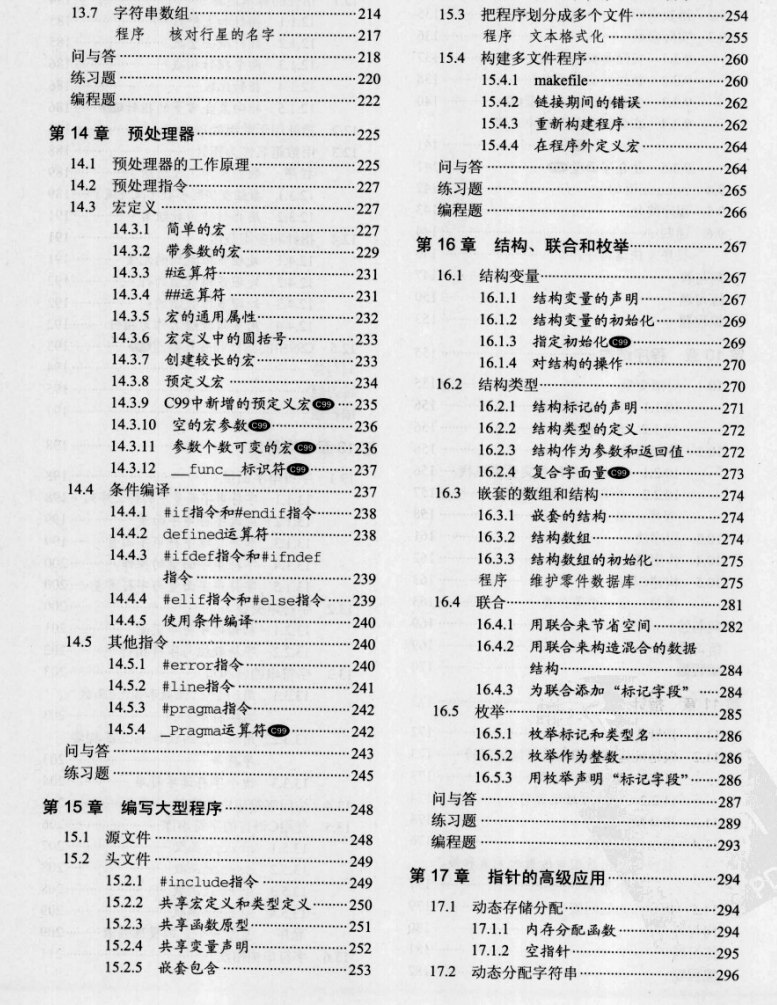 13.7 字符串数组……214
程序 核对行星的名字……217
问与答……218
练习题……220
编程题……222
第 14 章 预处理器……225
14.1 预处理器的工作原理……225
14.2 预处理指令……227
14.3 宏定义……227
14.3.1 简单的宏……227
14.3.2 带参数的宏……229
14.3.3 #运算符……231
14.3.4 ##运算符……231
14.3.5 宏的通用属性……232
14.3.6 宏定义中的圆括号……233
14.3.7 创建较长的宏……233
14.3.8 预定义宏……234
14.3.9 C99中新增的预定义宏C99…235
14.3.10 空的宏参数C99……236
14.3.11 参数个数可变的宏C99……236
14.3.12 __func__标识符C99……237
14.4 条件编译……237
14.4.1 #if指令和#endif指令……238
14.4.2 defined运算符……238
14.4.3 #ifdef指令和#ifndef
指令……239
14.4.4 #elif指令和#else指令……239
14.4.5 使用条件编译……240
14.5 其他指令……240
14.5.1 #error指令……240
14.5.2 #line指令……241
14.5.3 #pragma指令……242
14.5.4 _Pragma运算符C99……242
问与答……243
练习题……245
第 15 章 编写大型程序……248
15.1 源文件……248
15.2 头文件……249
15.2.1 #include指令……249
15.2.2 共享宏定义和类型定义……250
15.2.3 共享函数原型……251
15.2.4 共享变量声明……252
15.2.5 嵌套包含……253
15.3 把程序划分成多个文件……254
程序 文本格式化……255
15.4 构建多文件程序……260
15.4.1 makefile……260
15.4.2 链接期间的错误……262
15.4.3 重新构建程序……262
15.4.4 在程序外定义宏……264
问与答……264
练习题……265
编程题……266
第 16 章 结构、联合和枚举……267
16.1 结构变量……267
16.1.1 结构变量的声明……267
16.1.2 结构变量的初始化……269
16.1.3 指定初始化C99……269
16.1.4 对结构的操作……270
16.2 结构类型……270
16.2.1 结构标记的声明……271
16.2.2 结构类型的定义……272
16.2.3 结构作为参数和返回值……272
16.2.4 复合字面量C99……273
16.3 嵌套的数组和结构……274
16.3.1 嵌套的结构……274
16.3.2 结构数组……274
16.3.3 结构数组的初始化……275
程序 维护零件数据库……275
16.4 联合……281
16.4.1 用联合来节省空间……282
16.4.2 用联合来构造混合的数据
结构……284
16.4.3 为联合添加“标记字段”……284
16.5 枚举……285
16.5.1 枚举标记和类型名……286
16.5.2 枚举作为整数……286
16.5.3 用枚举声明“标记字段”……286
问与答……287
练习题……289
编程题……293
第 17 章 指针的高级应用……294
17.1 动态存储分配……294
17.1.1 内存分配函数……294
17.1.2 空指针……295
17.2 动态分配字符串……296